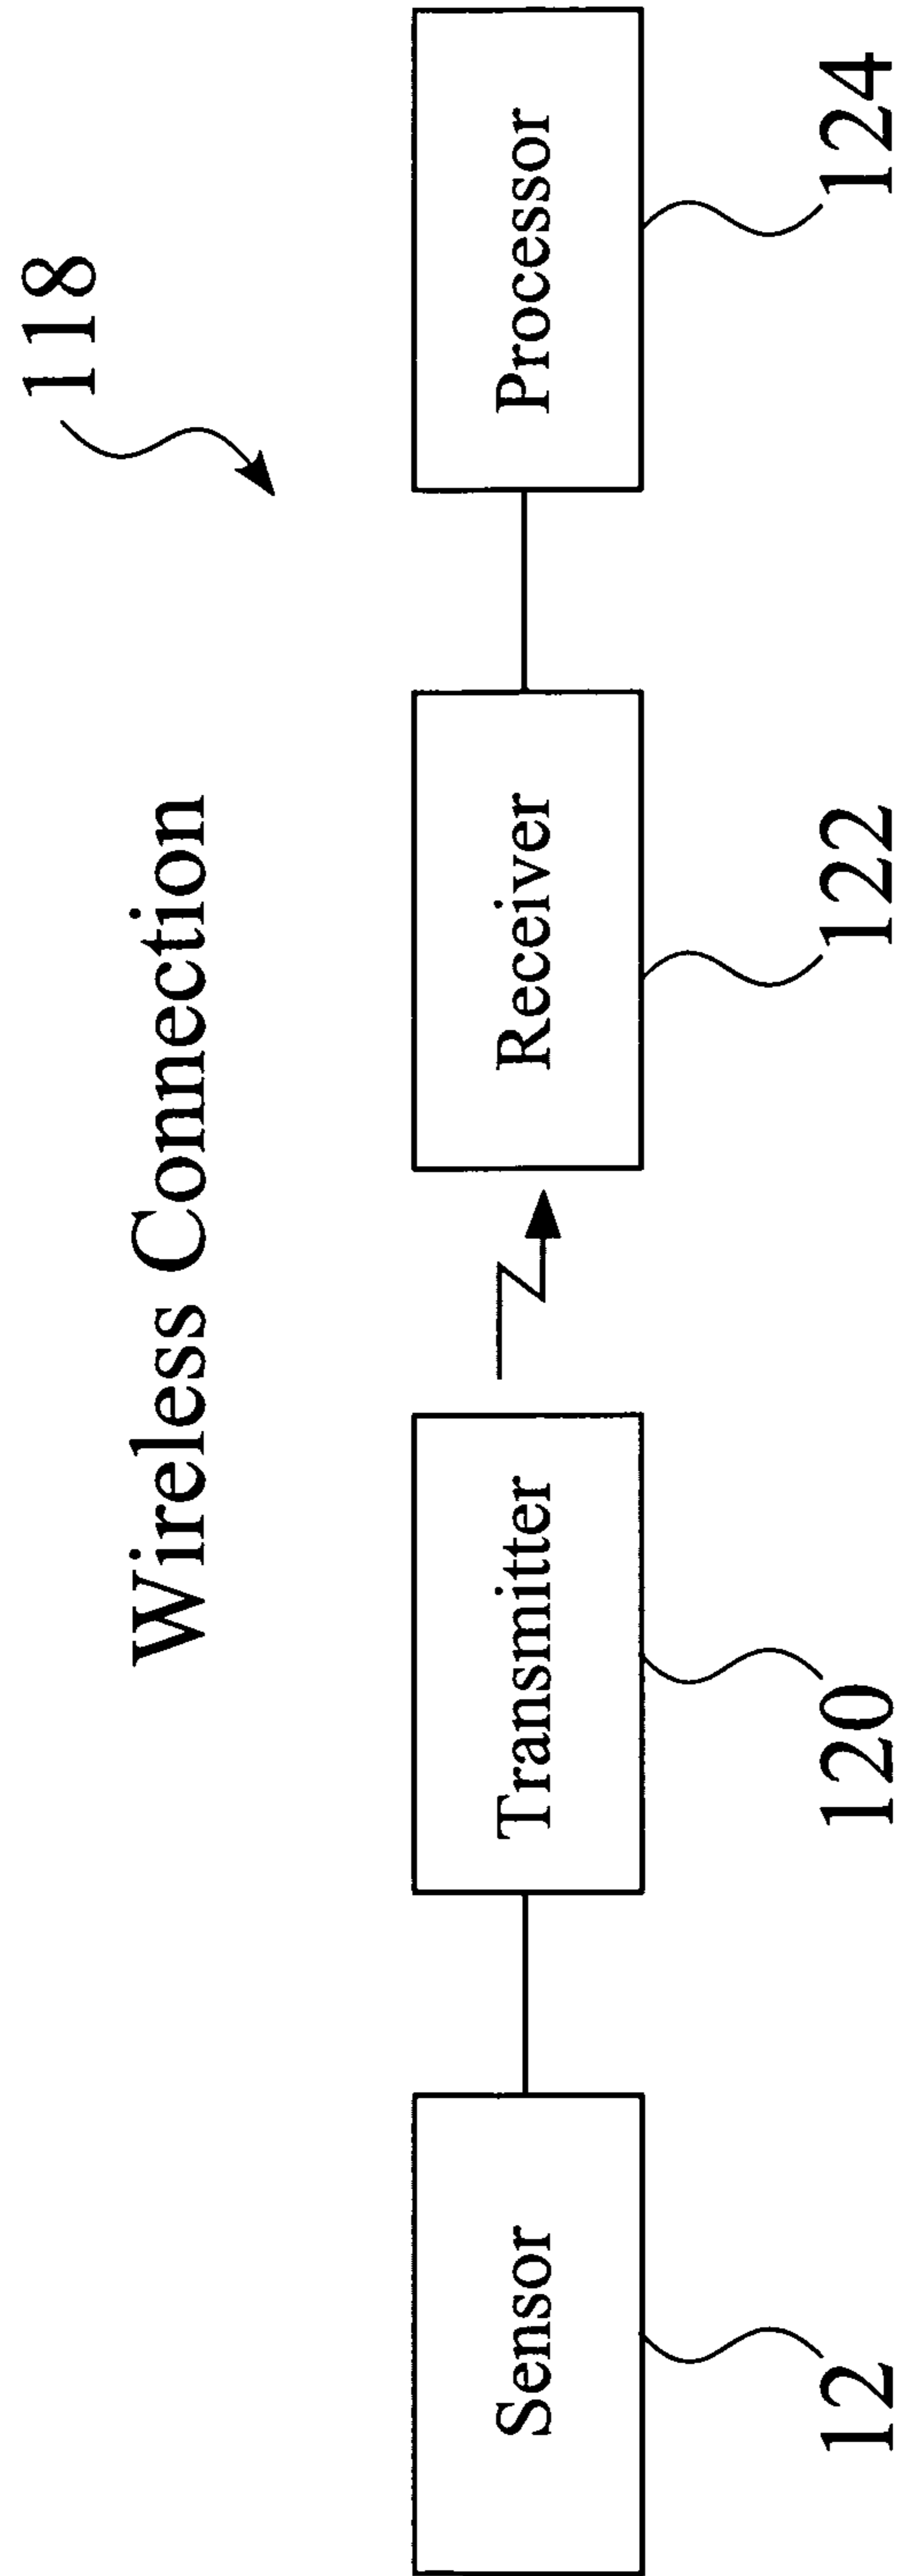 118
Wireless Connection
Sensor
Transmitter
Receiver
Processor
12
120
122
124